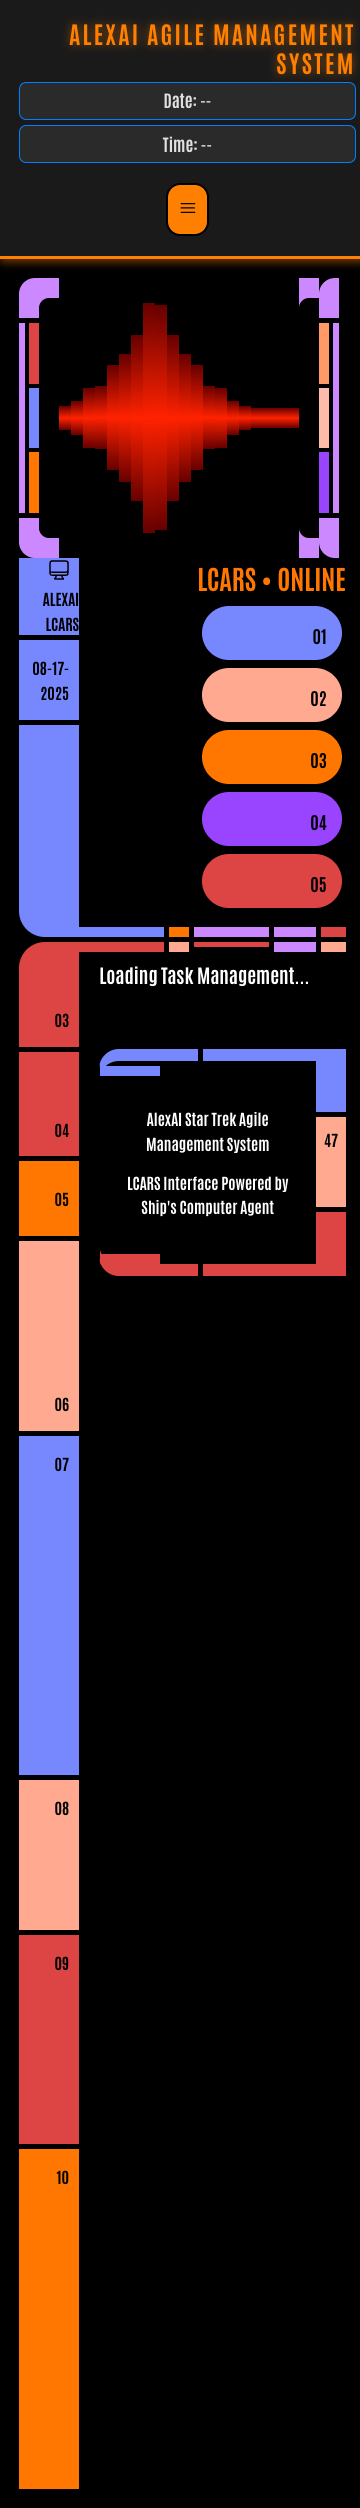 ALEXAI AGILE MANAGEMENT
SYSTEM
Date: --
Time: --
ALEXAI
LCARS
08-17-
2025
LCARS • ONLINE
01
02
03
04
05
03
04
05
06
07
08
09
10
Loading Task Management...
AlexAI Star Trek Agile
Management System
LCARS Interface Powered by
Ship's Computer Agent
47